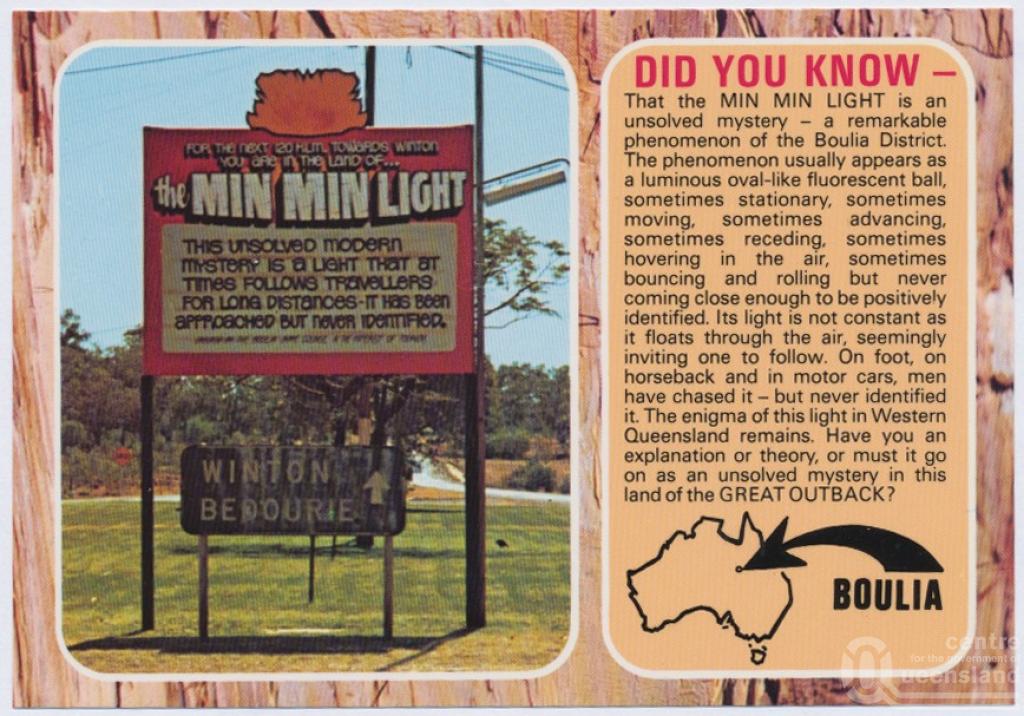 FOR THE NEXT 120 KLM. TOWARDS WINTON
YOU ARE IN THE LAND OF...
the MIN MIN LIGHT
THIS UNSOLVED MODERN
MYSTERY IS A LIGHT THAT AT
TIMES FOLLOWS TRAVELLERS
FOR LONG DISTANCES-IT HAS BEEN
APPROACHED BUT NEVER IDENTIFIED.
WINTON
BEDOURIE
DID YOU KNOW –
That the MIN MIN LIGHT is an
unsolved mystery – a remarkable
phenomenon of the Boulia District.
The phenomenon usually appears as
a luminous oval-like fluorescent ball,
sometimes stationary, sometimes
moving, sometimes advancing,
sometimes receding, sometimes
hovering in the air, sometimes
bouncing and rolling but never
coming close enough to be positively
identified. Its light is not constant as
it floats through the air, seemingly
inviting one to follow. On foot, on
horseback and in motor cars, men
have chased it – but never identified
it. The enigma of this light in Western
Queensland remains. Have you an
explanation or theory, or must it go
on as an unsolved mystery in this
land of the GREAT OUTBACK?
BOULIA
centre
for the government of
Queensland